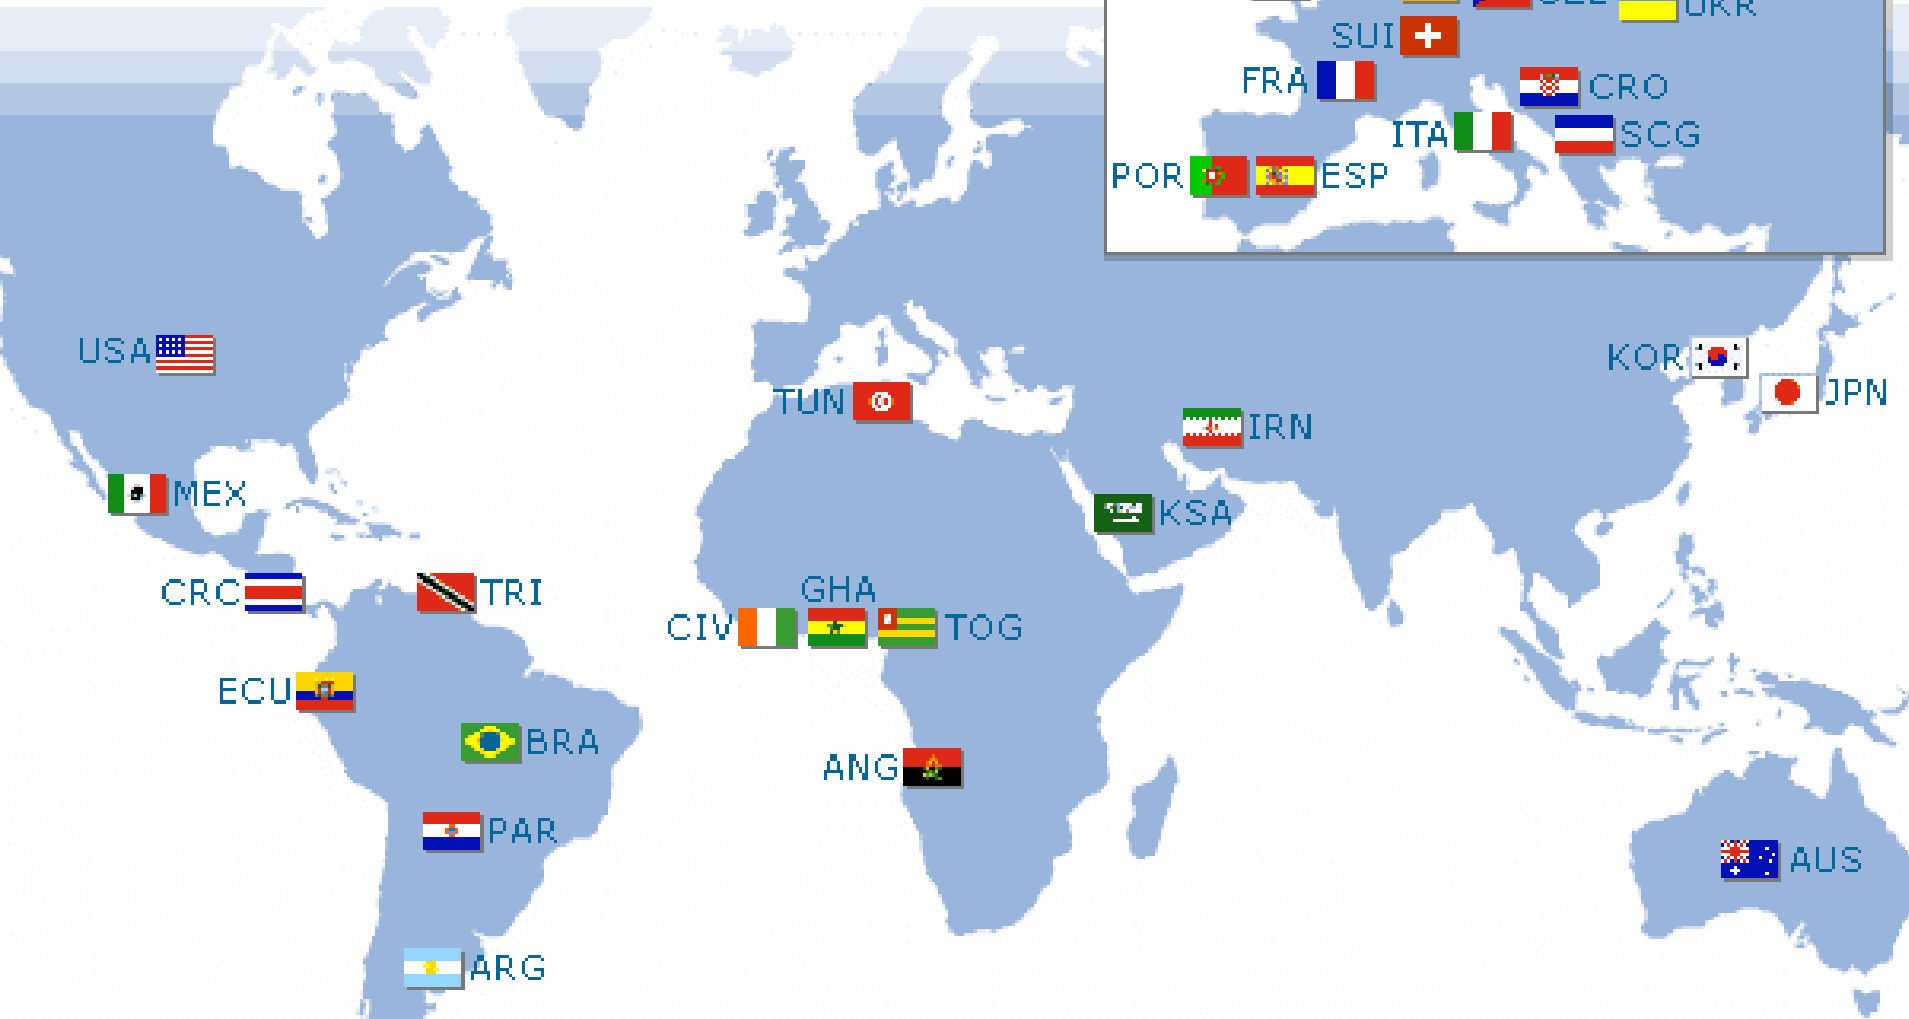 UKR
SUI
FRA
CRO
ITA
SCG
POR
ESP
USA
KOR
TUN
JPN
IRN
MEX
KSA
GHA
CRC
TRI
CIV
TOG
ECU
BRA
ANG
PAR
AUS
ARG